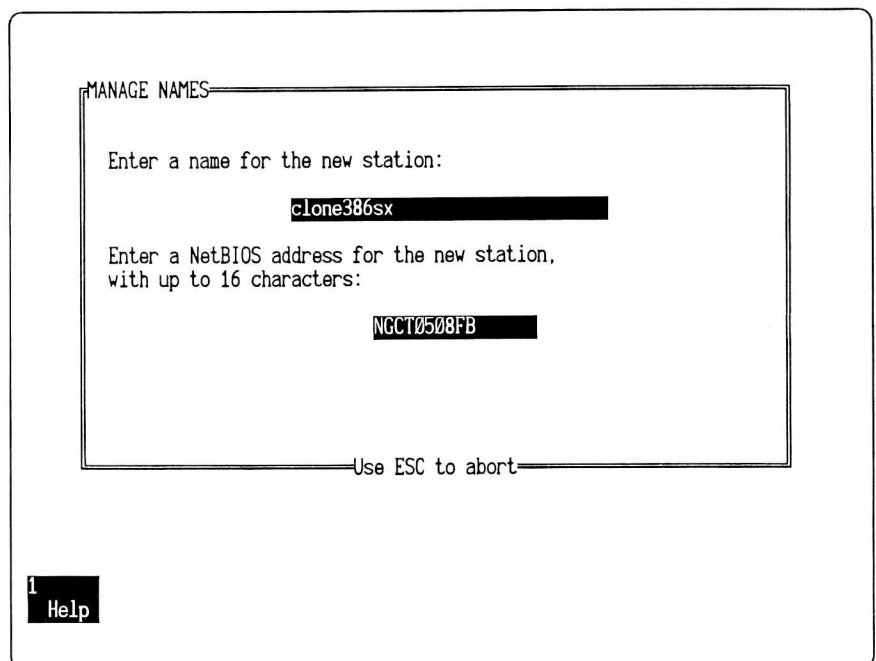 MANAGE NAMES
Enter a name for the new station:
clone386sx
Enter a NetBIOS address for the new station,
with up to 16 characters:
NGCT0508FB
Use ESC to abort
1
Help